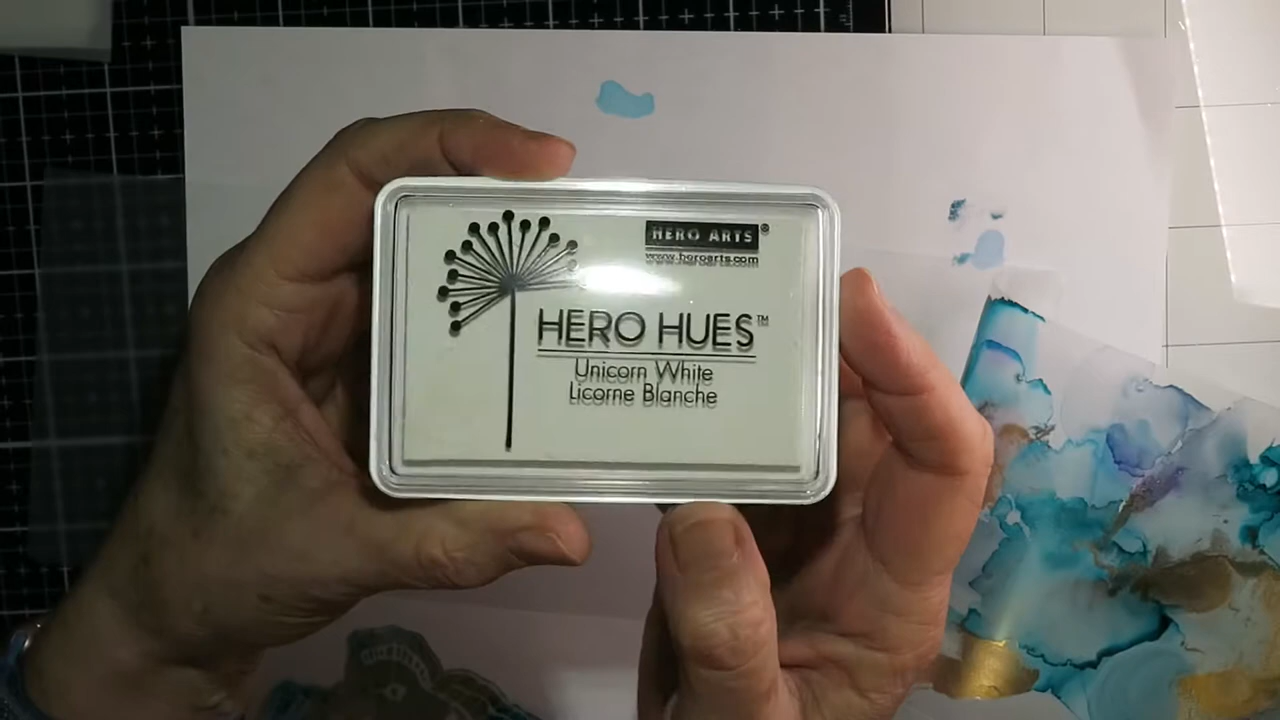 HERO ARTS®
www.heroarts.com
HERO HUES™
Unicorn White
Licorne Blanche